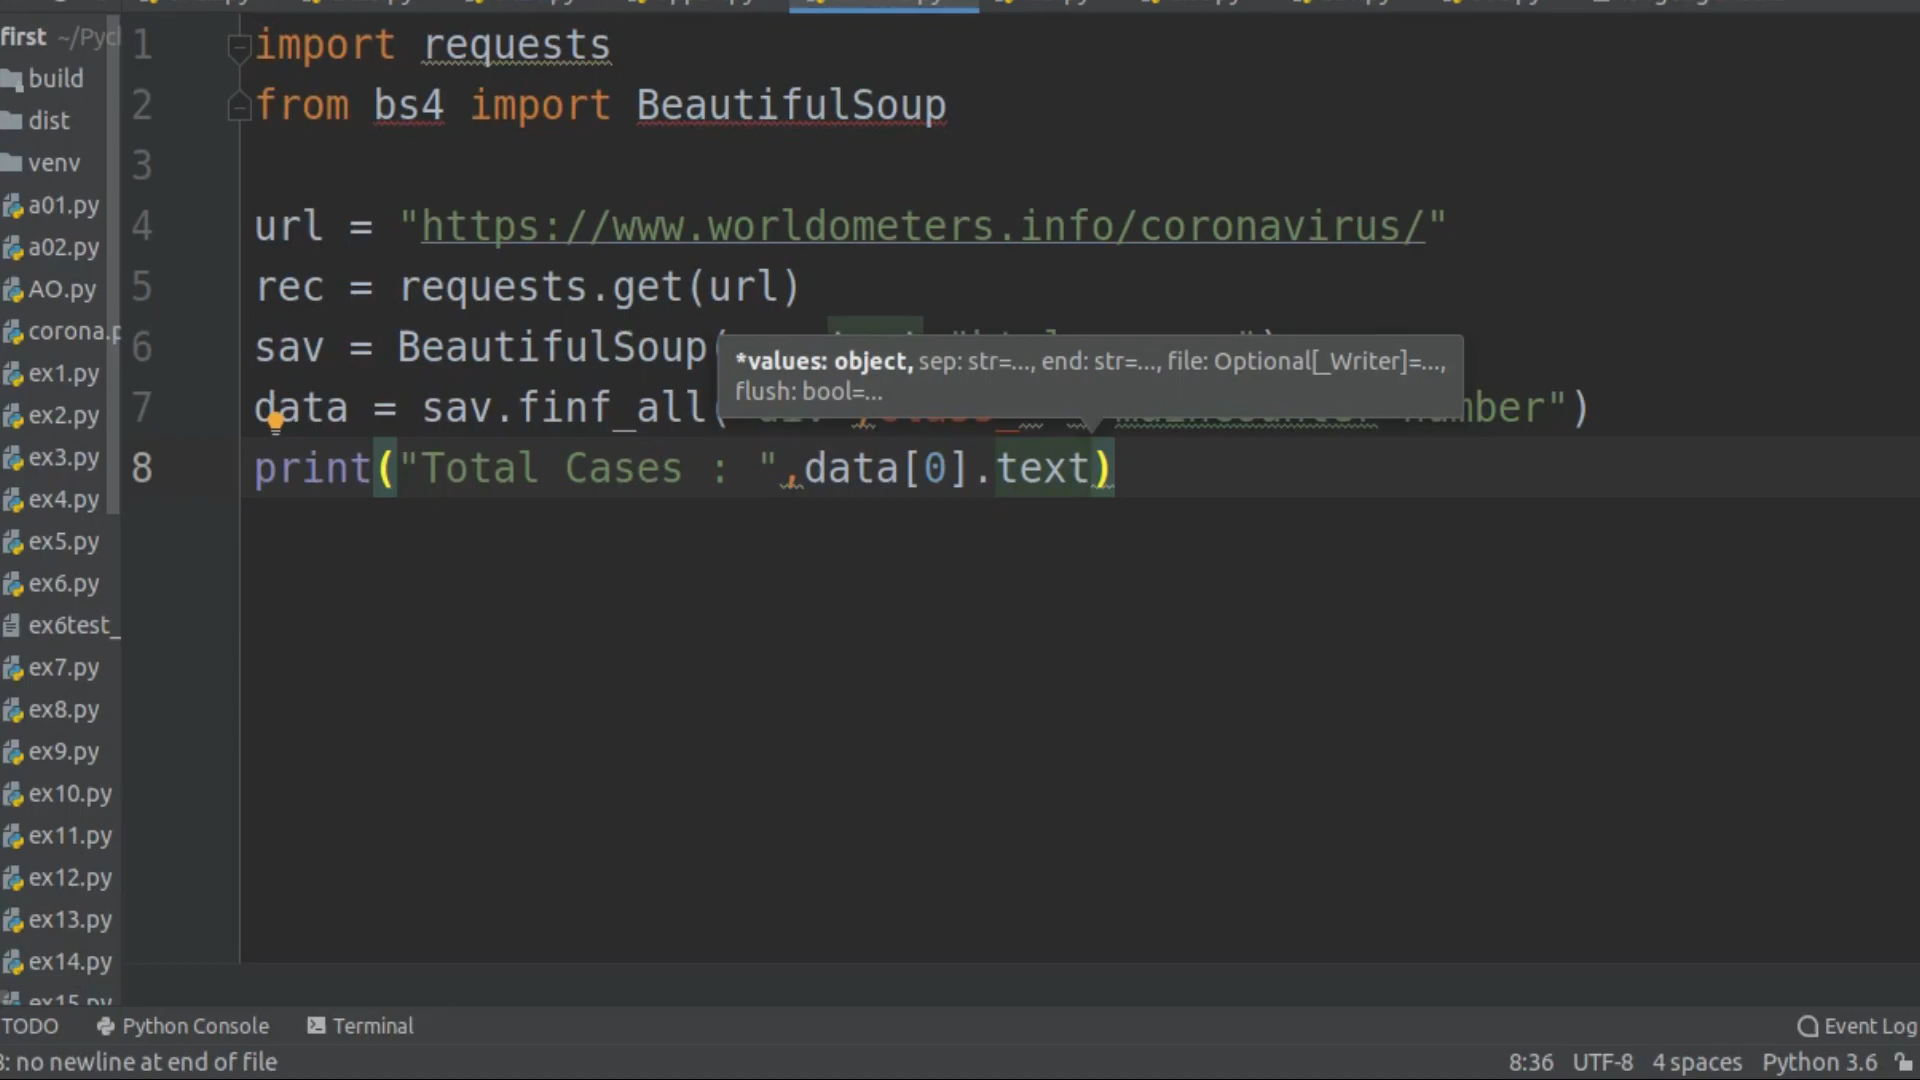 first ~/Pyc
build
dist
venv
a01.py
a02.py
AO.py
corona.p
ex1.py
ex2.py
ex3.py
ex4.py
ex5.py
ex6.py
ex6test_
ex7.py
ex8.py
ex9.py
ex10.py
ex11.py
ex12.py
ex13.py
ex14.py
ex15.py
1 import requests
2 from bs4 import BeautifulSoup
3
4 url = "https://www.worldometers.info/coronavirus/"
5 rec = requests.get(url)
6 sav = BeautifulSoup(
*values: object, sep: str=..., end: str=..., file: Optional[_Writer]=...,
flush: bool=...
7 data = sav.finf_all( number")
8 print("Total Cases : ",data[0].text)
TODO Python Console Terminal Event Log
8: no newline at end of file 8:36 UTF-8 4 spaces Python 3.6